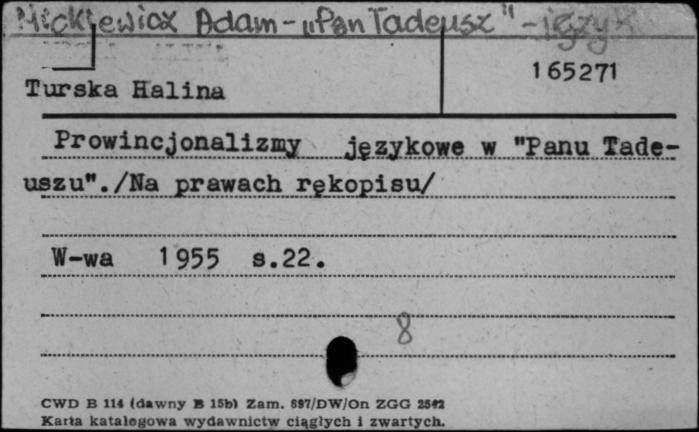 Mickiewicz Adam - „Pan Tadeusz" - język
165271
Turska Halina
Prowincjonalizmy językowe w "Panu Tade-
uszu"./Na prawach rękopisu/
W-wa 1955 s.22.
8
CWD B 114 (dawny B 15b) Zam. 697/DW/On ZGG 2542
Karta katalogowa wydawnictw ciągłych i zwartych.